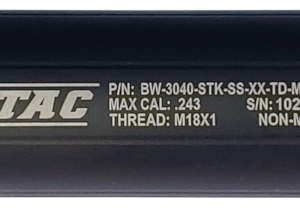 TAC
P/N: BW-3040-STK-SS-XX-TD-M
MAX CAL: .243 S/N: 102
THREAD: M18X1 NON-M